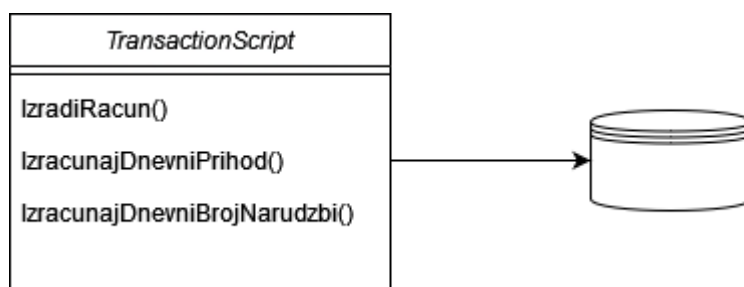 TransactionScript
IzradiRacun()
IzracunajDnevniPrihod()
IzracunajDnevniBrojNarudzbi()